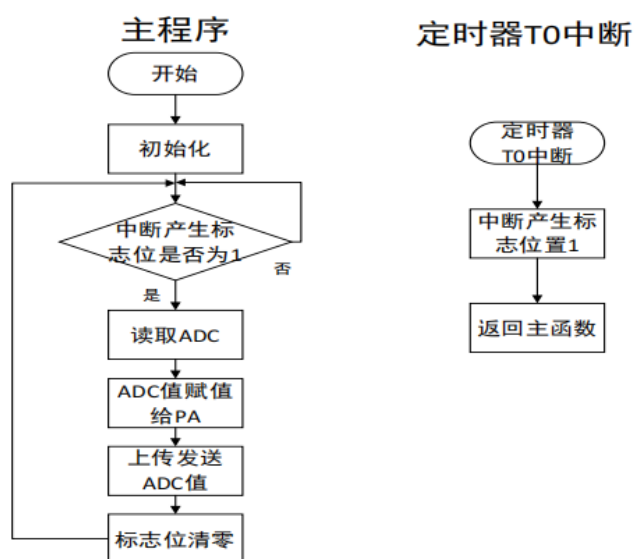 主程序
开始
初始化
中断产生标
志位是否为1
否
是
读取ADC
ADC值赋值
给PA
上传发送
ADC值
标志位清零
定时器T0中断
定时器
T0中断
中断产生标
志位置1
返回主函数